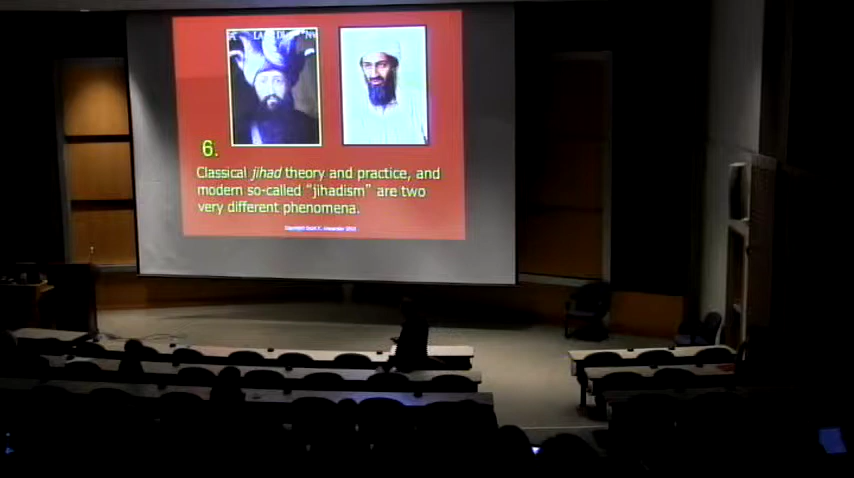 6.
Classical jihad theory and practice, and
modern so-called "jihadism" are two
very different phenomena.